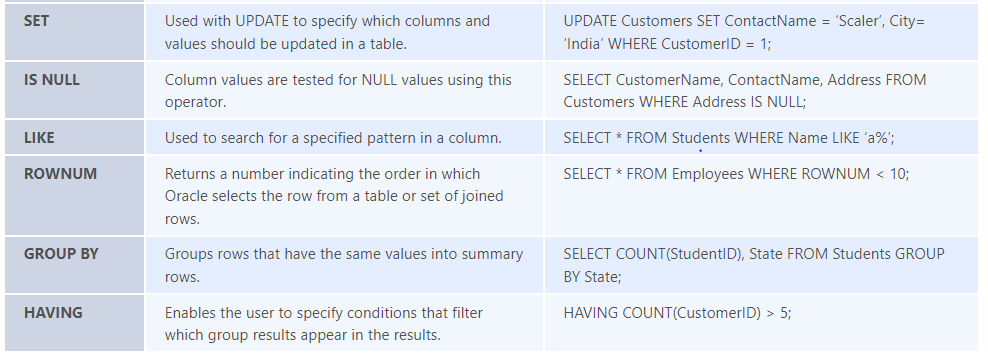 SET
Used with UPDATE to specify which columns and
values should be updated in a table.
UPDATE Customers SET ContactName = ‘Scaler’, City=
‘India’ WHERE CustomerID = 1;
IS NULL
Column values are tested for NULL values using this
operator.
SELECT CustomerName, ContactName, Address FROM
Customers WHERE Address IS NULL;
LIKE
Used to search for a specified pattern in a column.
SELECT * FROM Students WHERE Name LIKE ‘a%’;
ROWNUM
Returns a number indicating the order in which
Oracle selects the row from a table or set of joined
rows.
SELECT * FROM Employees WHERE ROWNUM < 10;
GROUP BY
Groups rows that have the same values into summary
rows.
SELECT COUNT(StudentID), State FROM Students GROUP
BY State;
HAVING
Enables the user to specify conditions that filter
which group results appear in the results.
HAVING COUNT(CustomerID) > 5;